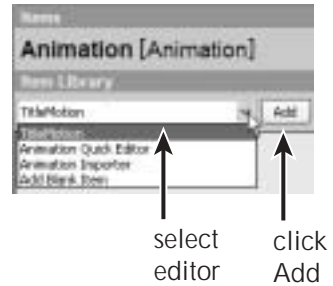 Name
Animation [Animation]
Item Library
TitleMotion Add
TitleMotion
Animation Quick Editor
Animation Importer
Add Blank Item
select click
editor Add